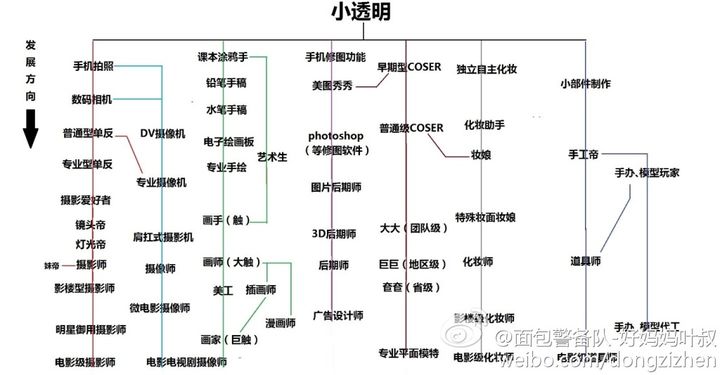 小透明
发展方向
手机拍照
数码相机
普通型单反
专业型单反
摄影爱好者
镜头帝
灯光帝
妹帝
摄影师
影楼型摄影师
明星御用摄影师
电影级摄影师
DV摄像机
专业摄像机
肩扛式摄影机
摄像师
微电影摄像师
电影电视剧摄像师
课本涂鸦手
铅笔手稿
水笔手稿
电子绘画板
专业手绘
艺术生
画手（触）
画师（大触）
美工
插画师
漫画师
画家（巨触）
手机修图功能
美图秀秀
photoshop
（等修图软件）
图片后期师
3D后期师
后期师
广告设计师
早期型COSER
普通级COSER
大大（团队级）
巨巨（地区级）
套套（省级）
专业平面模特
独立自主化妆
化妆助手
妆娘
特殊妆面妆娘
化妆师
影楼级化妆师
电影级化妆师
小部件制作
手工帝
手办、模型玩家
道具师
手办 模型代工
电影级道具师
@面包警备队-好妈妈叶叔
weibo.com/dongzizhen